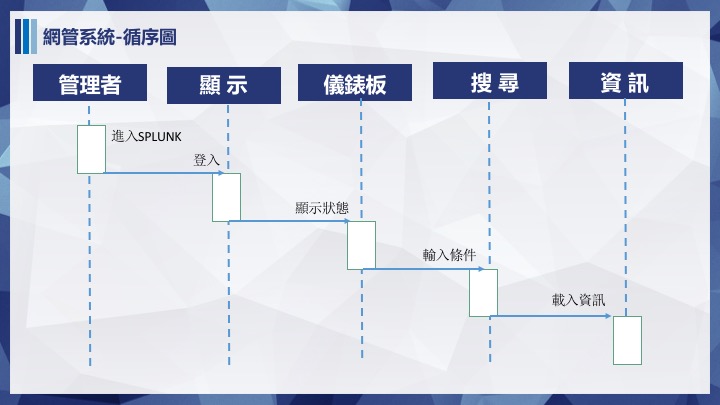 網管系統-循序圖
管理者
顯示
儀錶板
搜尋
資訊
進入SPLUNK
登入
顯示狀態
輸入條件
載入資訊